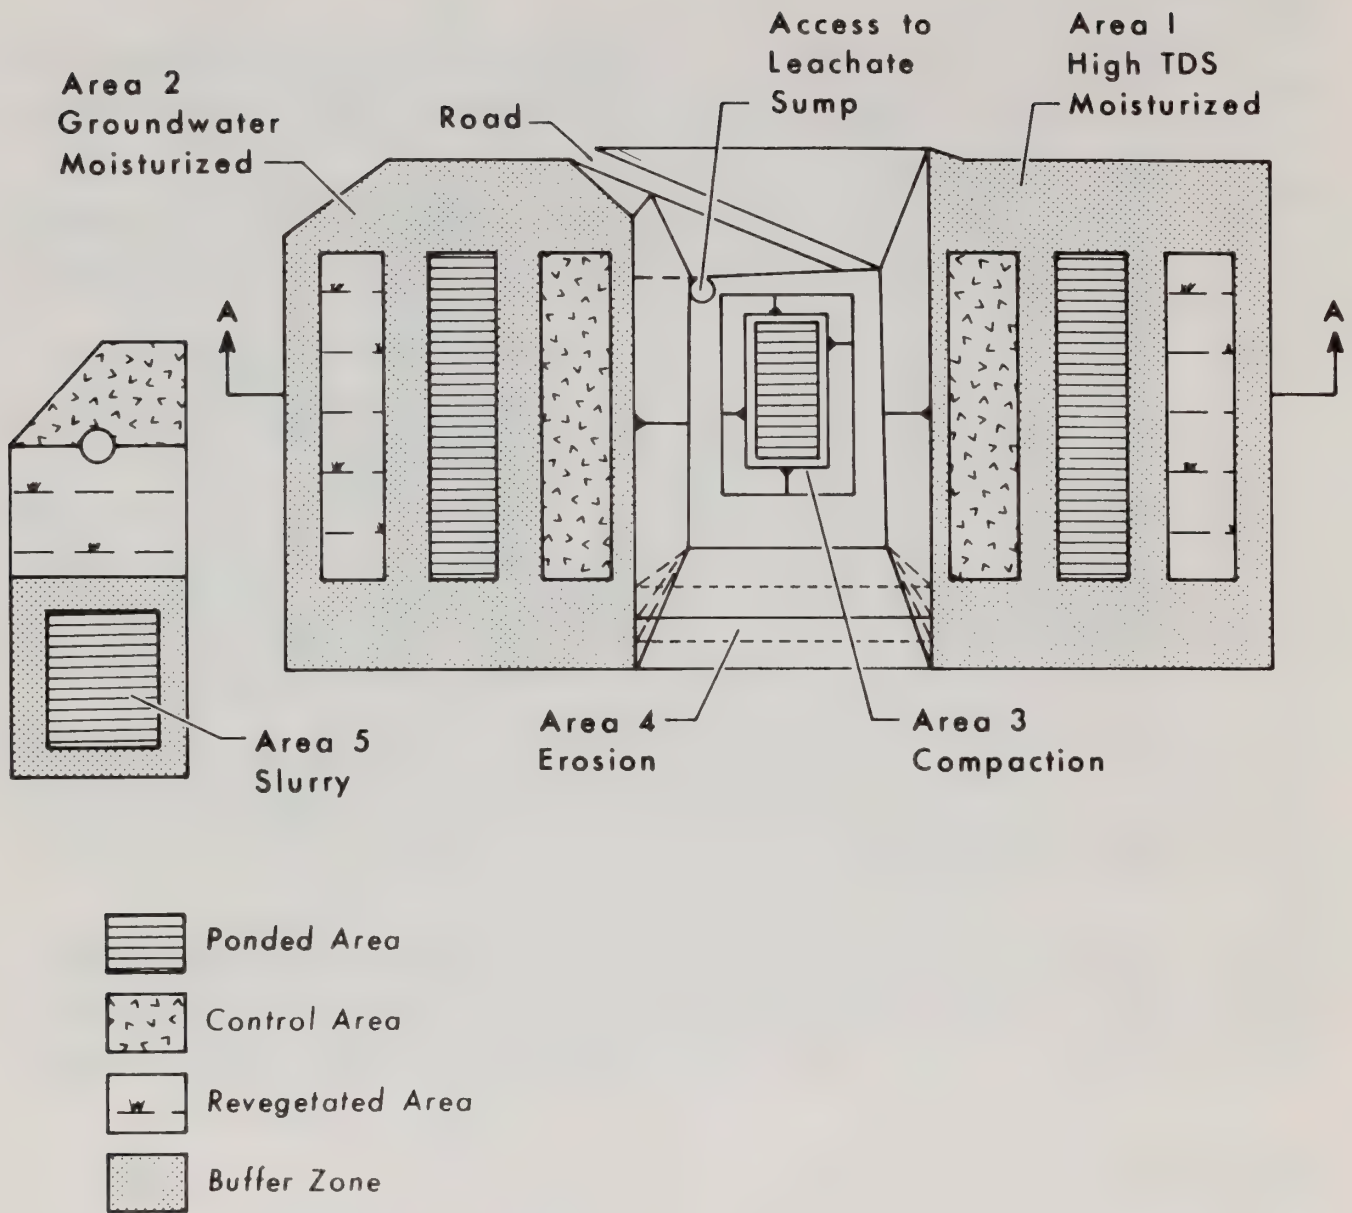 Access to
Leachate
Sump
Area 1
High TDS
Moisturized
Area 2
Groundwater
Moisturized
Road
A
A
Area 4
Erosion
Area 3
Compaction
Area 5
Slurry
Ponded Area
Control Area
Revegetated Area
Buffer Zone